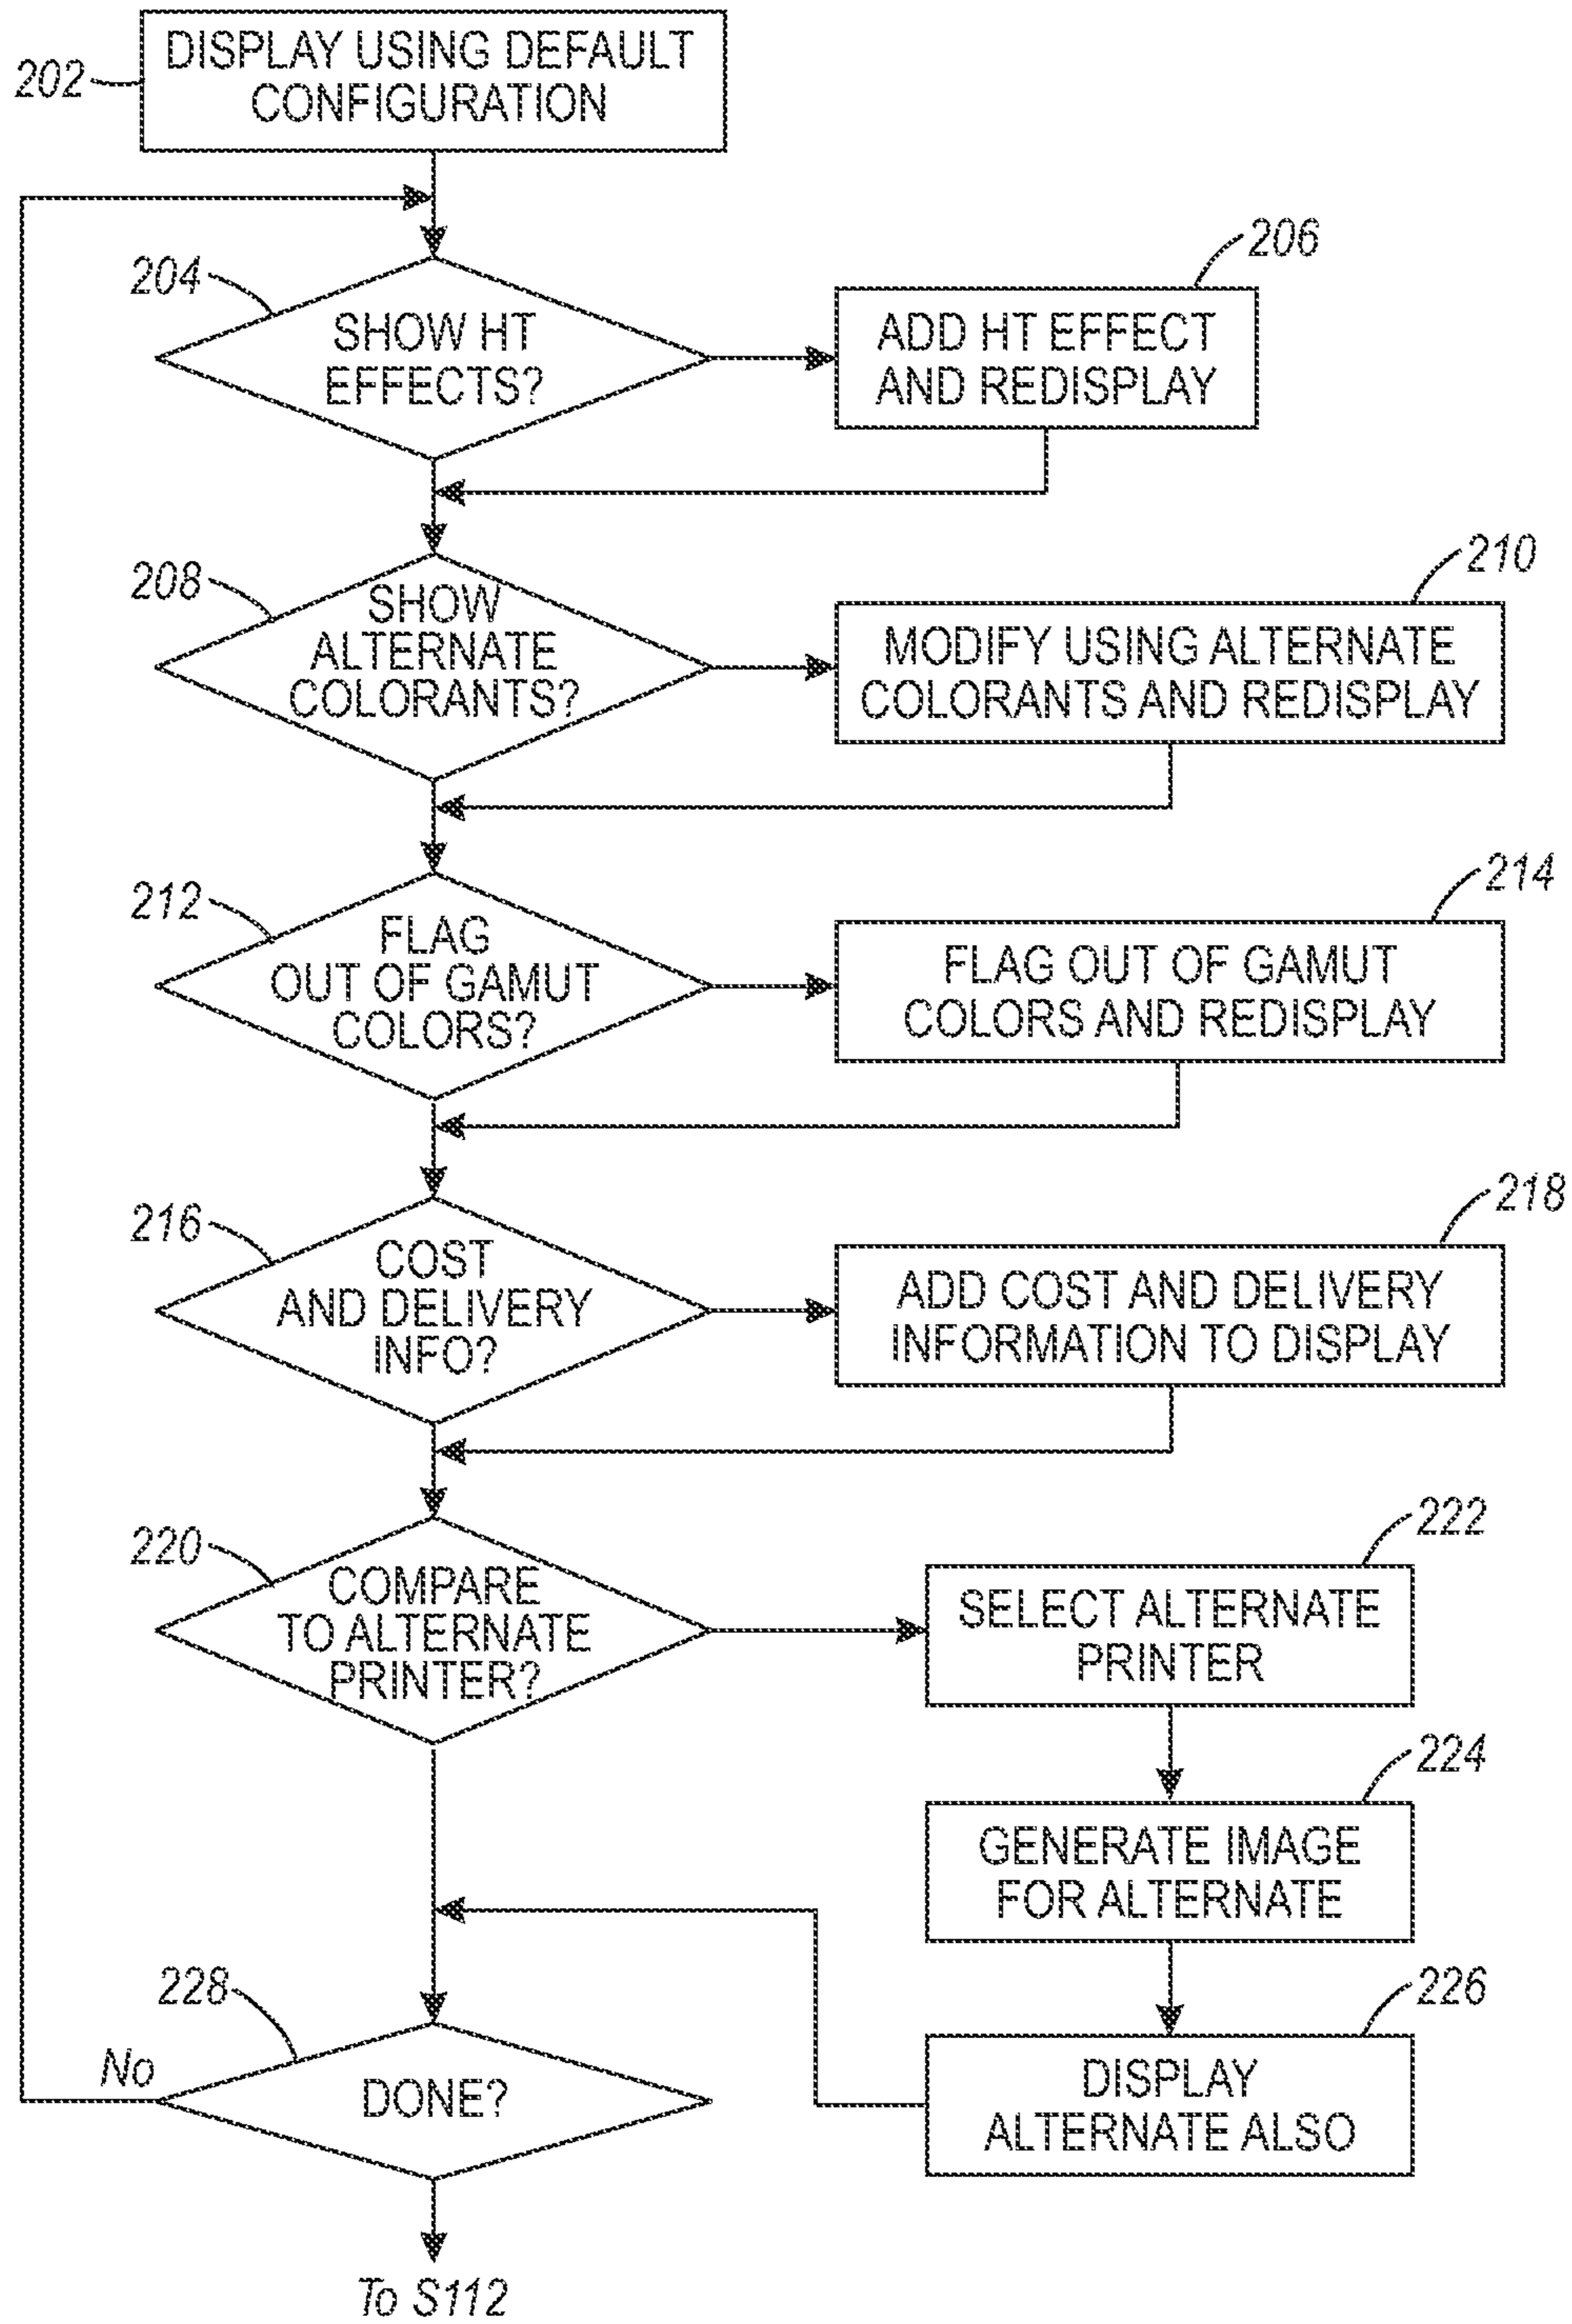 202
DISPLAY USING DEFAULT
CONFIGURATION
204
SHOW HT
EFFECTS?
206
ADD HT EFFECT
AND REDISPLAY
208
SHOW
ALTERNATE
COLORANTS?
210
MODIFY USING ALTERNATE
COLORANTS AND REDISPLAY
212
FLAG
OUT OF GAMUT
COLORS?
214
FLAG OUT OF GAMUT
COLORS AND REDISPLAY
216
COST
AND DELIVERY
INFO?
218
ADD COST AND DELIVERY
INFORMATION TO DISPLAY
220
COMPARE
TO ALTERNATE
PRINTER?
222
SELECT ALTERNATE
PRINTER
224
GENERATE IMAGE
FOR ALTERNATE
226
DISPLAY
ALTERNATE ALSO
228
No
DONE?
To S112